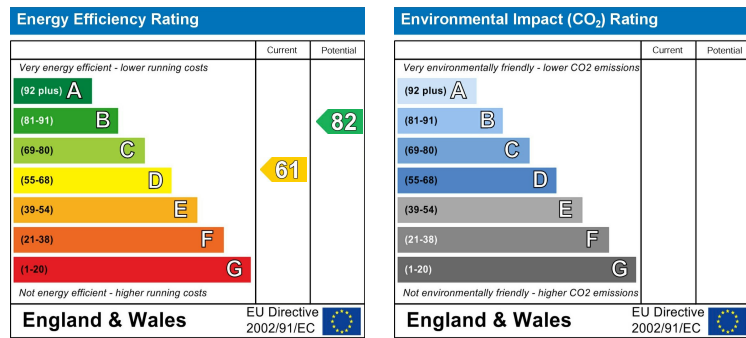 Energy Efficiency Rating
Current Potential
Very energy efficient - lower running costs
(92 plus) A
(81-91) B
82
(69-80) C
61
(55-68) D
(39-54) E
(21-38) F
(1-20) G
Not energy efficient - higher running costs
England & Wales
EU Directive
2002/91/EC
Environmental Impact (CO₂) Rating
Current Potential
Very environmentally friendly - lower CO2 emissions
(92 plus) A
(81-91) B
(69-80) C
(55-68) D
(39-54) E
(21-38) F
(1-20) G
Not environmentally friendly - higher CO2 emissions
England & Wales
EU Directive
2002/91/EC